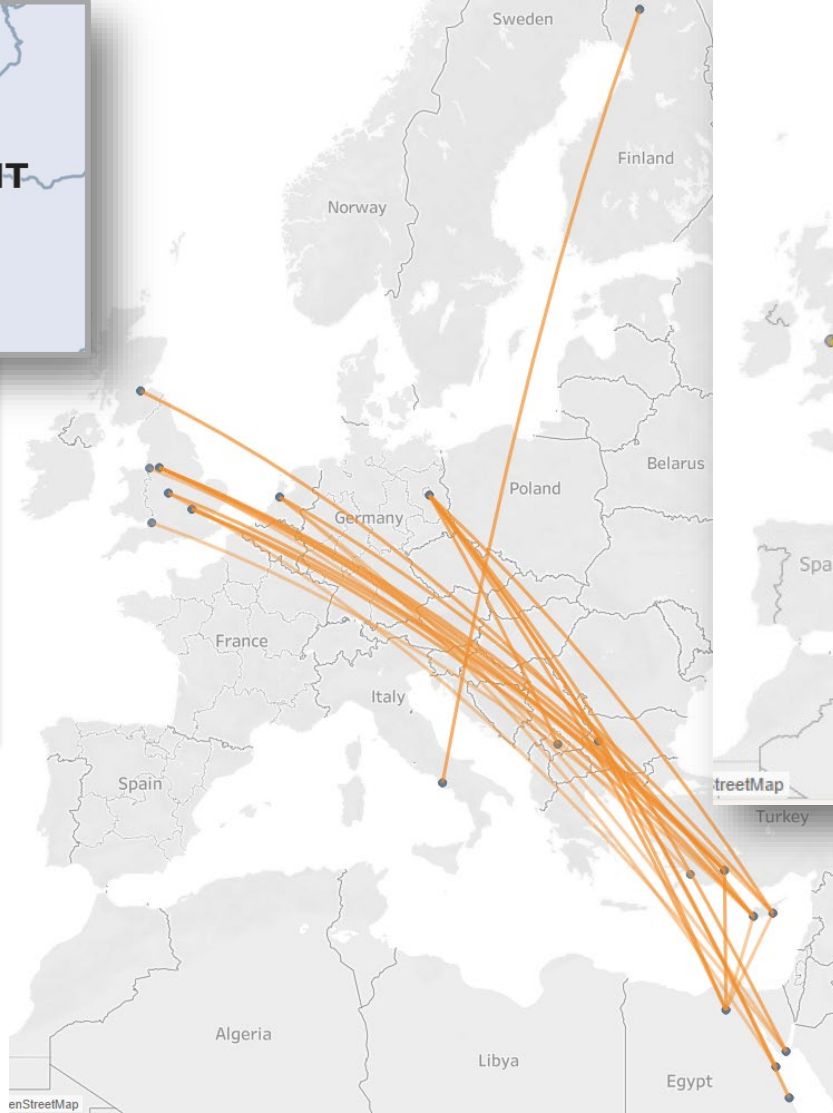 Sweden
IT
Finland
Norway
Belarus
Poland
Germany
Spa
France
Italy
Spain
treetMap
Turkey
Algeria
Libya
Egypt
enStreetMap